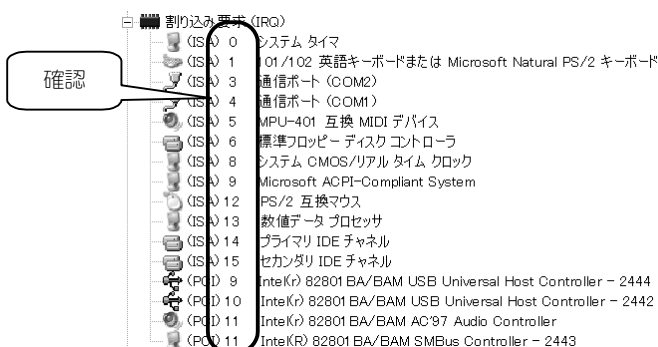 割り込み要求 (IRQ)
(ISA) 0 システム タイマ
(ISA) 1 101/102 英語キーボードまたは Microsoft Natural PS/2 キーボード
確認
(ISA) 3 通信ポート (COM2)
(ISA) 4 通信ポート (COM1)
(ISA) 5 MPU-401 互換 MIDI デバイス
(ISA) 6 標準フロッピー ディスク コントローラ
(ISA) 8 システム CMOS/リアル タイム クロック
(ISA) 9 Microsoft ACPI-Compliant System
(ISA) 12 PS/2 互換マウス
(ISA) 13 数値データ プロセッサ
(ISA) 14 プライマリ IDE チャネル
(ISA) 15 セカンダリ IDE チャネル
(PCI) 9 Intel(r) 82801BA/BAM USB Universal Host Controller - 2444
(PCI) 10 Intel(r) 82801BA/BAM USB Universal Host Controller - 2442
(PCI) 11 Intel(r) 82801BA/BAM AC'97 Audio Controller
(PCI) 11 Intel(R) 82801BA/BAM SMBus Controller - 2443